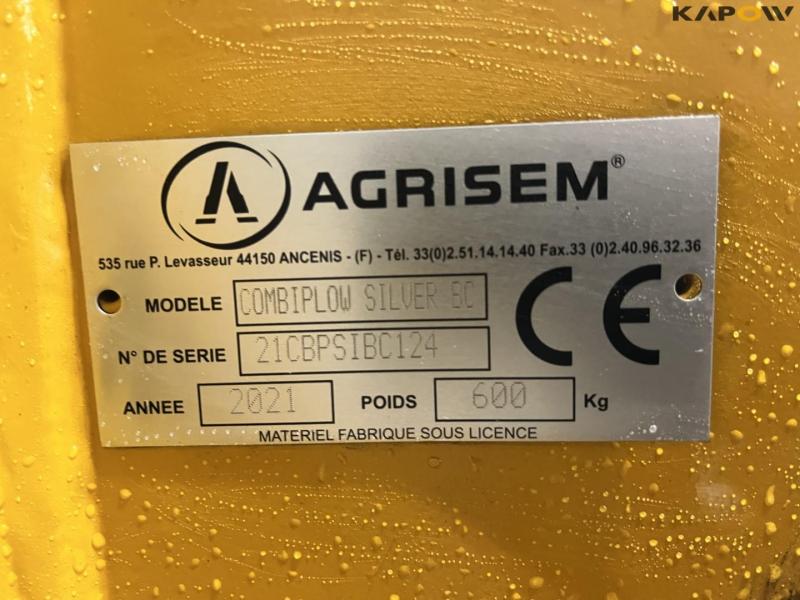 KAPOW
AGRISEM®
535 rue P. Levasseur 44150 ANCENIS - (F) - Tél. 33(0)2.51.14.14.40 Fax.33 (0)2.40.96.32.36
MODELE COMBIPLOW SILVER BC
N° DE SERIE 21CBPSIBC124
CE
ANNEE 2021 POIDS 600 Kg
MATERIEL FABRIQUE SOUS LICENCE